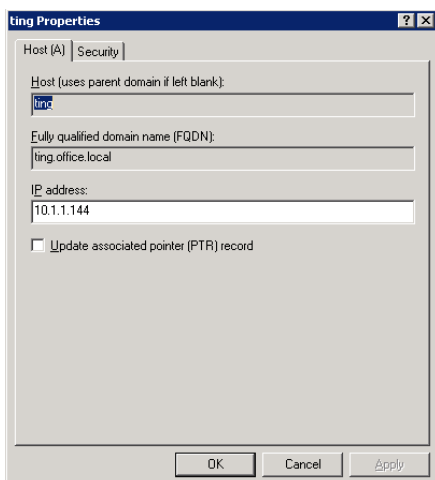 ting Properties
Host (A) Security
Host (uses parent domain if left blank):
ting
Fully qualified domain name (FQDN):
ting.office.local
IP address:
10.1.1.144
Update associated pointer (PTR) record
OK Cancel Apply